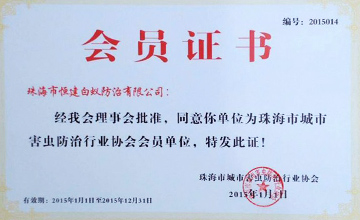 编号：2015014
会员证书
珠海市恒建白蚁防治有限公司：
经我会理事会批准，同意你单位为珠海市城市
害虫防治行业协会会员单位，特发此证！
珠海市城市害虫防治行业协会
2015年1月1日
有效期：2015年1月1日至2015年12月31日